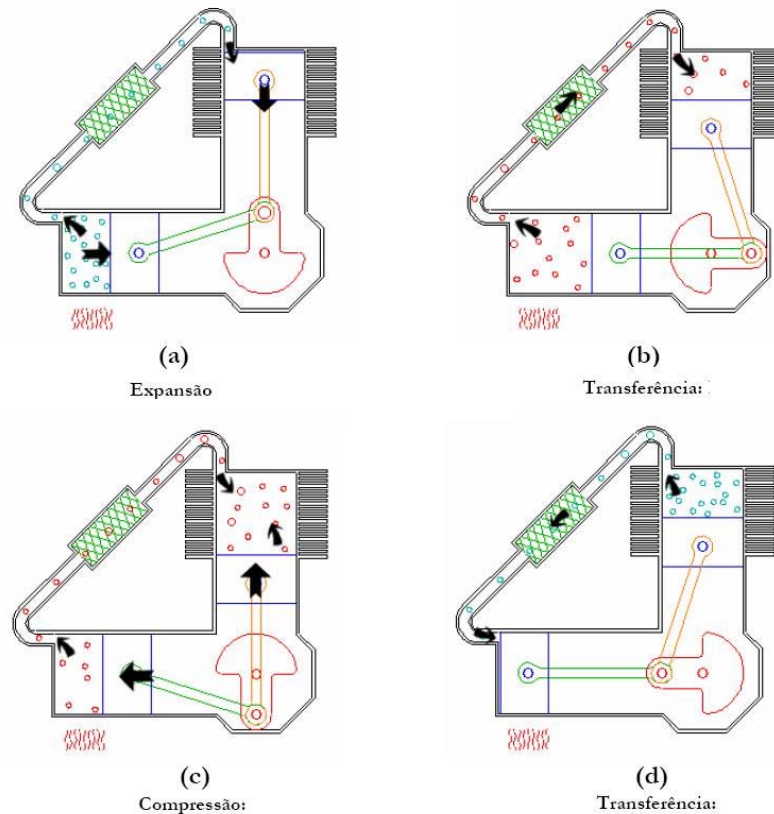 (a)
Expansão
(b)
Transferência:
(c)
Compressão:
(d)
Transferência: